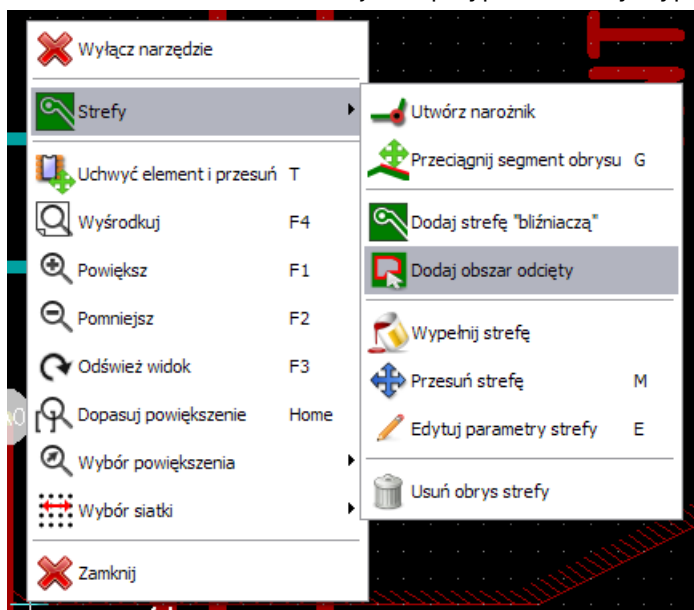 Wyłącz narzędzie
Strefy
Uchwyć element i przesuń T
Wyśrodkuj F4
Powiększ F1
Pomniejsz F2
Odśwież widok F3
Dopasuj powiększenie Home
Wybór powiększenia
Wybór siatki
Zamknij
Utwórz narożnik
Przeciągnij segment obrysu G
Dodaj strefę "bliźniaczą"
Dodaj obszar odcięty
Wypełnij strefę
Przesuń strefę M
Edytuj parametry strefy E
Usuń obrys strefy